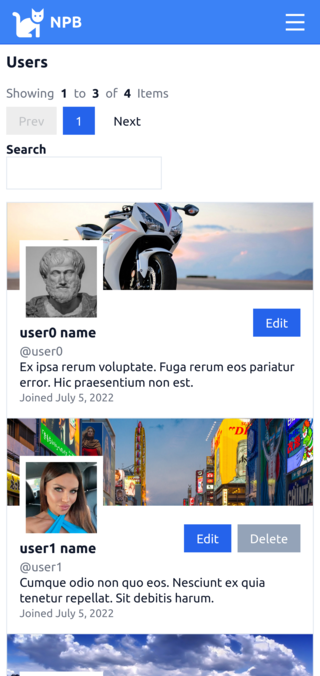 NPB
Users
Showing 1 to 3 of 4 Items
Prev 1 Next
Search
Edit
user0 name
@user0
Ex ipsa rerum voluptate. Fuga rerum eos pariatur
error. Hic praesentium non est.
Joined July 5, 2022
Edit Delete
user1 name
@user1
Cumque odio non quo eos. Nesciunt ex quia
tenetur repellat. Sit debitis harum.
Joined July 5, 2022